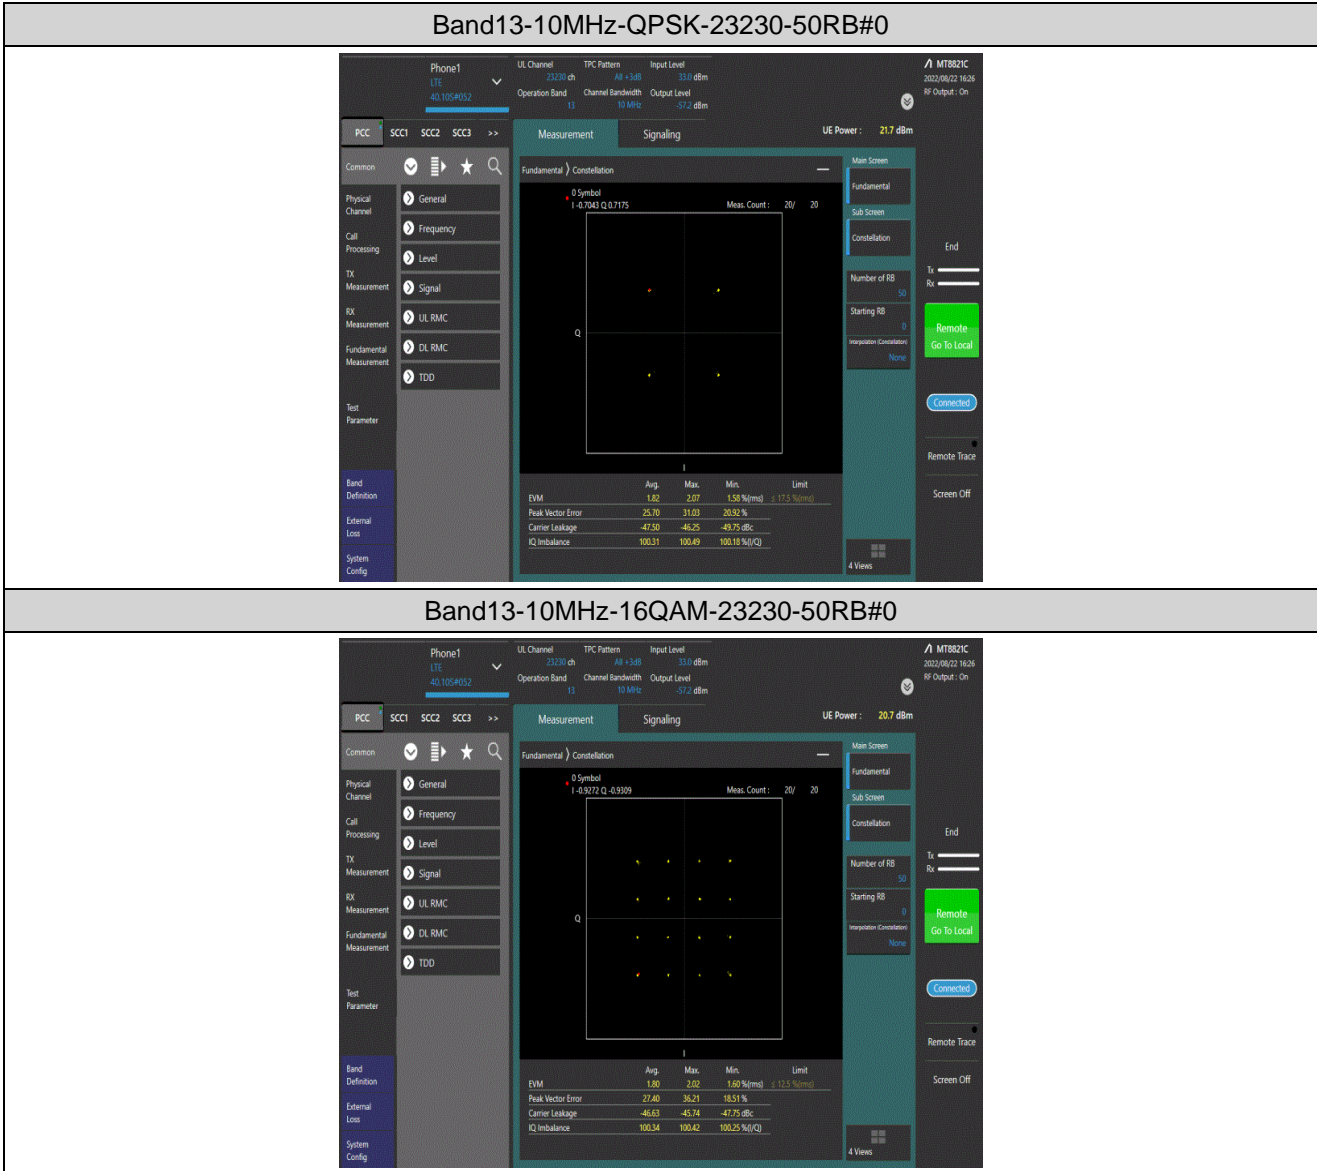 Band13-10MHz-QPSK-23230-50RB#0
Phone1
LTE
40.10S#052
UL Channel TPC Pattern Input Level
23230 ch All +3dB 33.0 dBm
Operation Band Channel Bandwidth Output Level
13 10 MHz -57.2 dBm
MT8821C
2022/08/22 16:26
RF Output : On
PCC SCC1 SCC2 SCC3 >>
Measurement Signaling
UE Power : 21.7 dBm
Common
Physical Channel
Call Processing
TX Measurement
RX Measurement
Fundamental Measurement
Test Parameter
Band Definition
External Loss
System Config
General
Frequency
Level
Signal
UL RMC
DL RMC
TDD
Fundamental 〉 Constellation
0 Symbol
I -0.7043 Q 0.7175 Meas. Count : 20/ 20
Q
I
Avg. Max. Min. Limit
EVM 1.82 2.07 1.58 %(rms) ≤ 17.5 %(rms)
Peak Vector Error 25.70 31.03 20.92 %
Carrier Leakage -47.50 -46.25 -49.75 dBc
IQ Imbalance 100.31 100.49 100.18 %(I/Q)
Main Screen
Fundamental
Sub Screen
Constellation
Number of RB
50
Starting RB
0
Interpolation (Constellation)
None
4 Views
End
Tx
Rx
Remote
Go To Local
Connected
Remote Trace
Screen Off
Band13-10MHz-16QAM-23230-50RB#0
Phone1
LTE
40.10S#052
UL Channel TPC Pattern Input Level
23230 ch All +3dB 33.0 dBm
Operation Band Channel Bandwidth Output Level
13 10 MHz -57.2 dBm
MT8821C
2022/08/22 16:26
RF Output : On
PCC SCC1 SCC2 SCC3 >>
Measurement Signaling
UE Power : 20.7 dBm
Common
Physical Channel
Call Processing
TX Measurement
RX Measurement
Fundamental Measurement
Test Parameter
Band Definition
External Loss
System Config
General
Frequency
Level
Signal
UL RMC
DL RMC
TDD
Fundamental 〉 Constellation
0 Symbol
I -0.9272 Q -0.9309 Meas. Count : 20/ 20
Q
I
Avg. Max. Min. Limit
EVM 1.80 2.02 1.60 %(rms) ≤ 12.5 %(rms)
Peak Vector Error 27.40 36.21 18.51 %
Carrier Leakage -46.63 -45.74 -47.75 dBc
IQ Imbalance 100.34 100.42 100.25 %(I/Q)
Main Screen
Fundamental
Sub Screen
Constellation
Number of RB
50
Starting RB
0
Interpolation (Constellation)
None
4 Views
End
Tx
Rx
Remote
Go To Local
Connected
Remote Trace
Screen Off